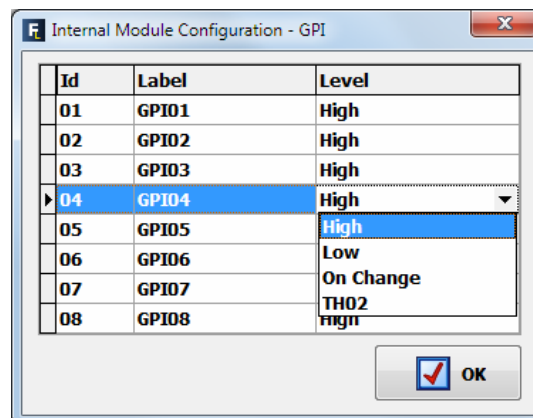 Internal Module Configuration - GPI
Id Label Level
01 GPI01 High
02 GPI02 High
03 GPI03 High
04 GPI04 High
High
05 GPI05
Low
06 GPI06
On Change
07 GPI07
TH02
08 GPI08 High
OK